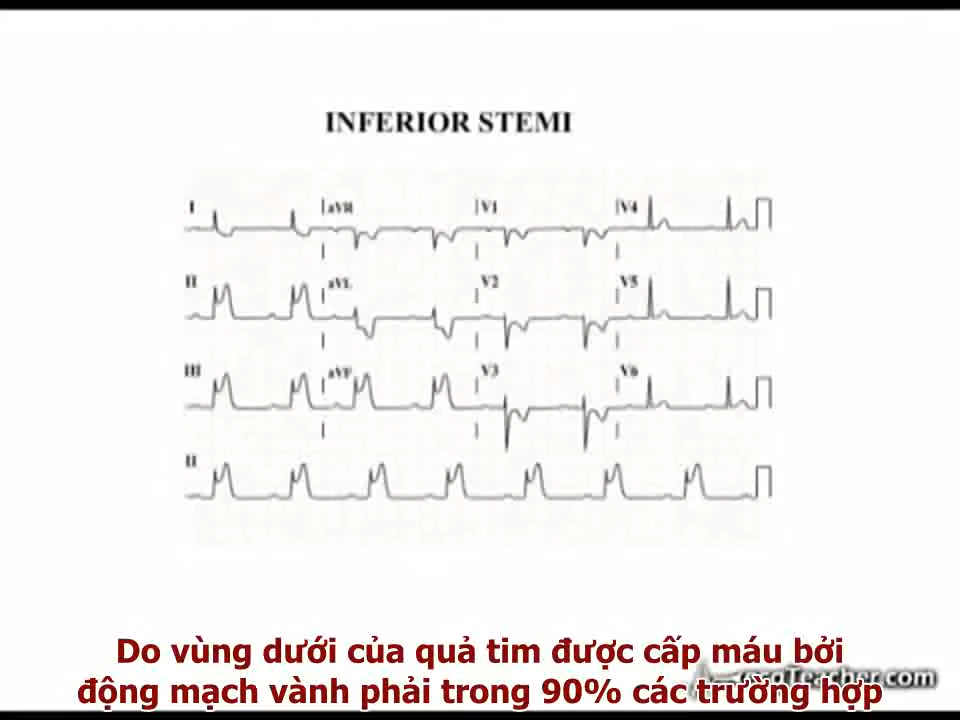 INFERIOR STEMI
I aVR V1 V4
II aVL V2 V5
III aVF V3 V6
II
Do vùng dưới của quả tim được cấp máu bởi
động mạch vành phải trong 90% các trường hợp